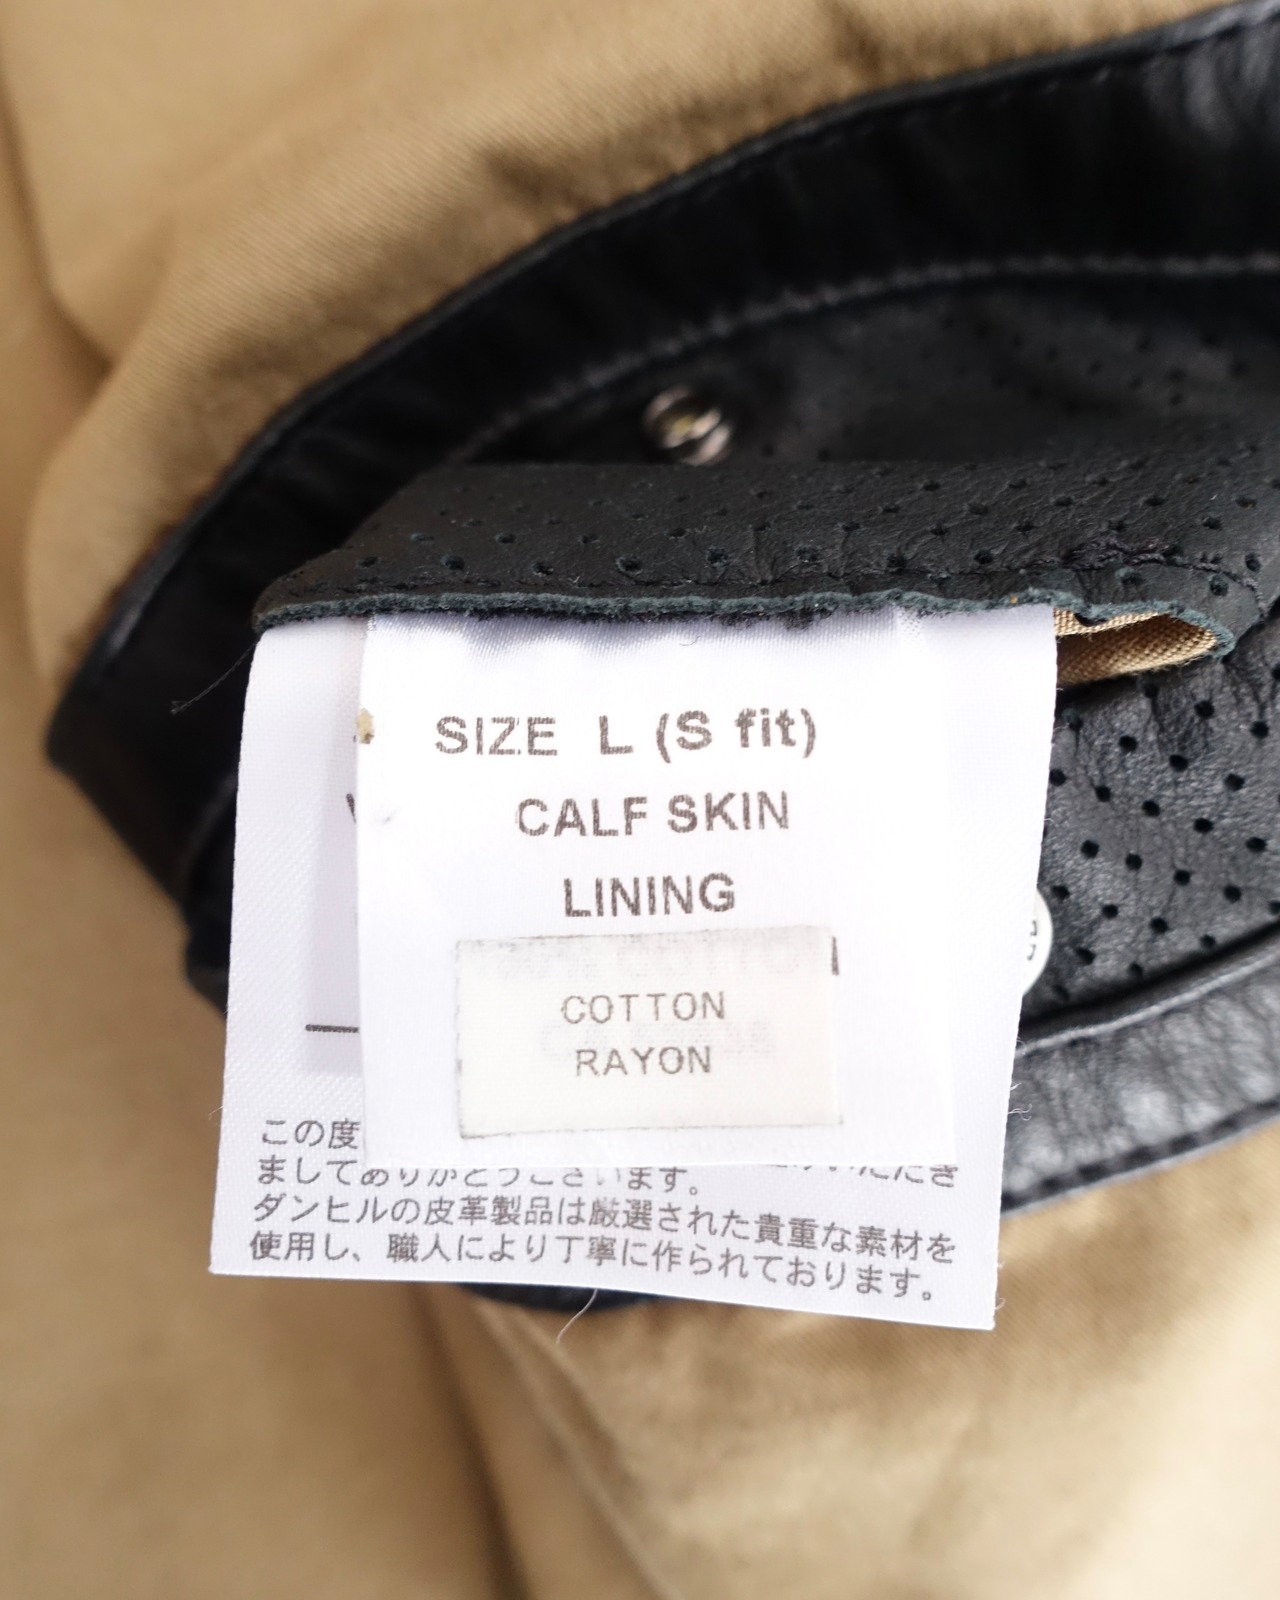 SIZE L (S fit)
CALF SKIN
LINING
COTTON
RAYON
この度
ましてありがとうございます。
ダンヒルの皮革製品は厳選された貴重な素材を
使用し、職人により丁寧に作られております。